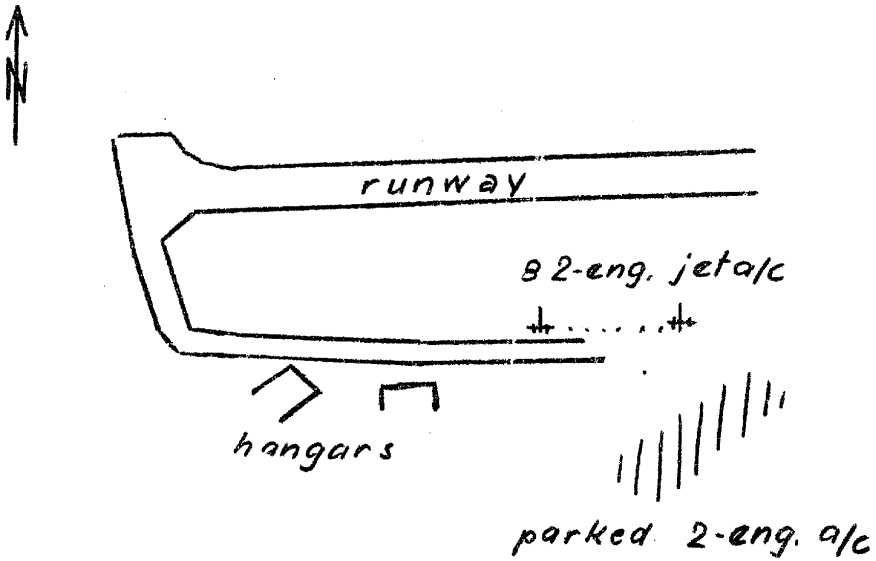 N
runway
8 2-eng. jet a/c
hangars
parked 2-eng. a/c